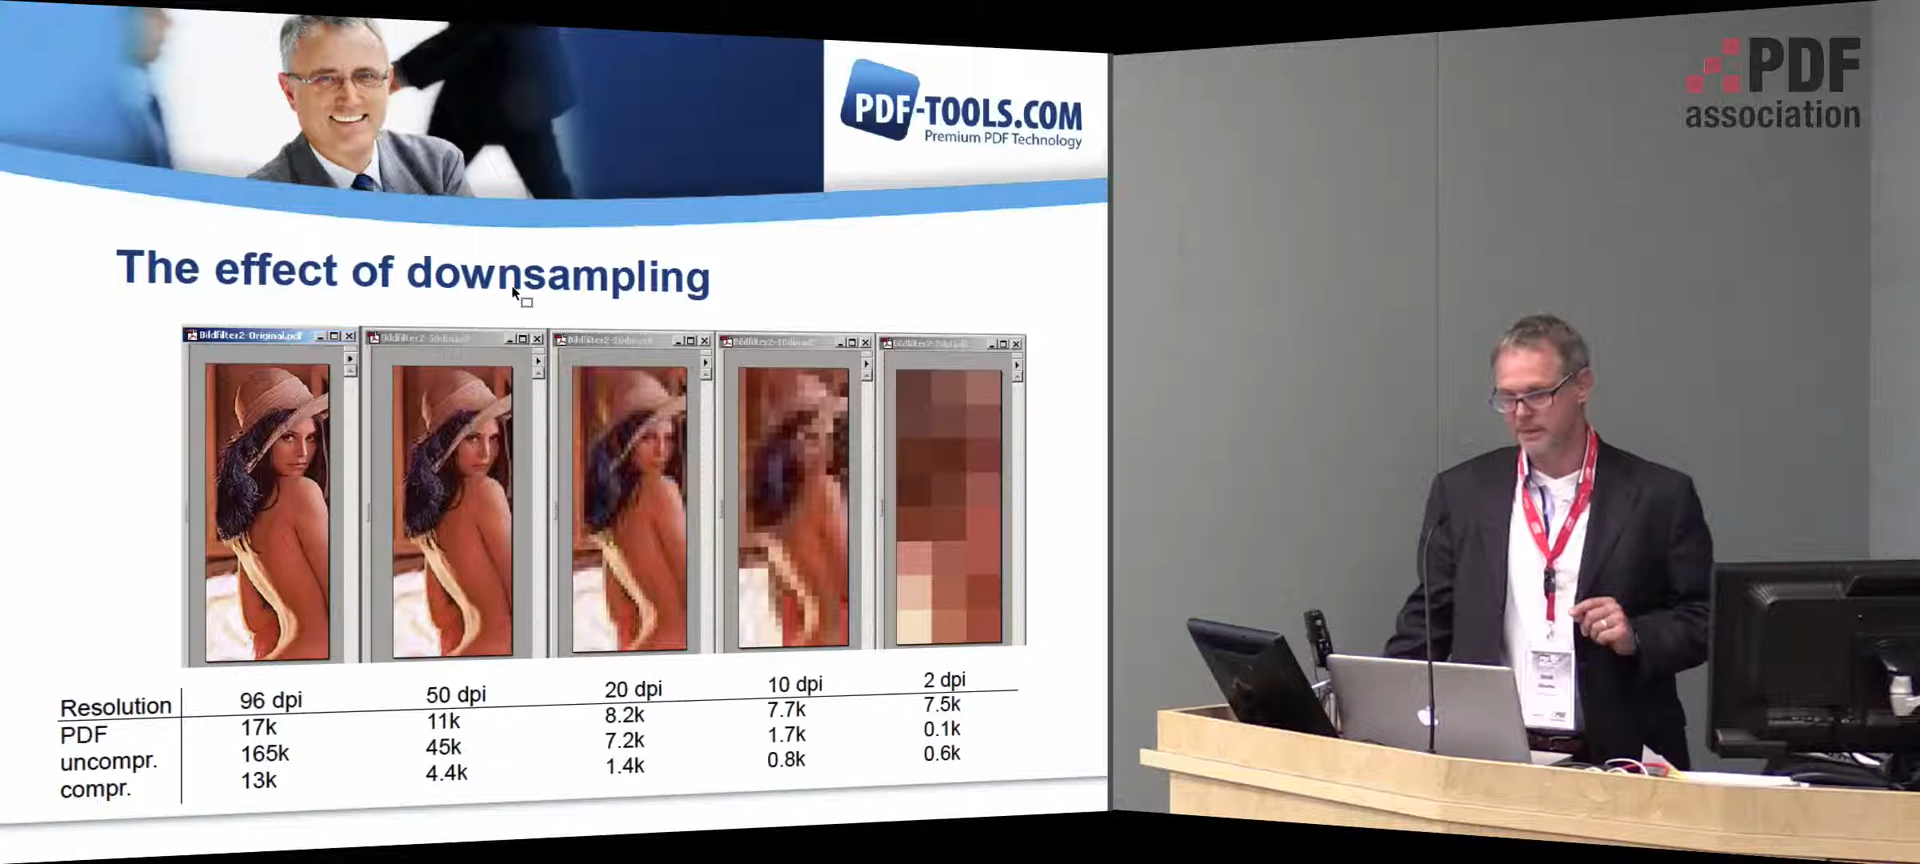 PDF-TOOLS.COM
Premium PDF Technology
PDF
association
The effect of downsampling
Bildfilter2-Original.pdf
Resolution 96 dpi 50 dpi 20 dpi 10 dpi 2 dpi
PDF 17k 11k 8.2k 7.7k 7.5k
uncompr. 165k 45k 7.2k 1.7k 0.1k
compr. 13k 4.4k 1.4k 0.8k 0.6k